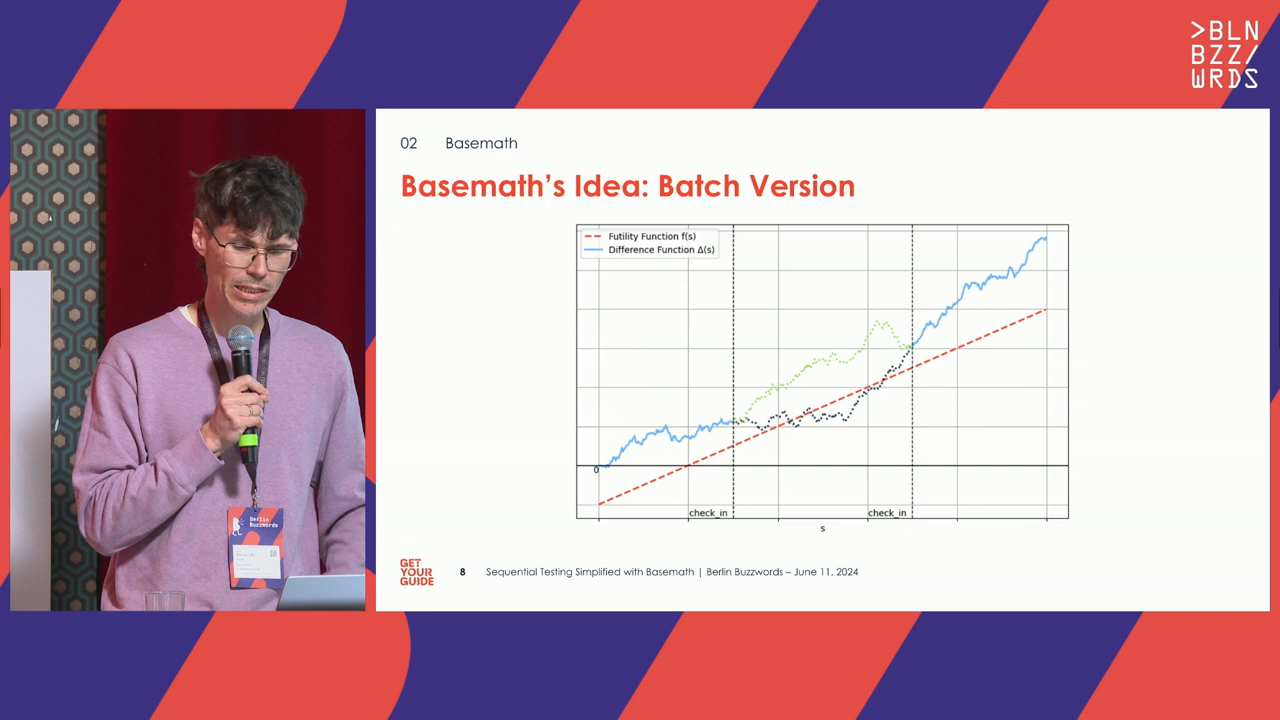 >BLN
BZZ/
WRDS
02 Basemath
Basemath's Idea: Batch Version
Futility Function f(s)
Difference Function Δ(s)
0
check_in
check_in
s
GET
YOUR
GUIDE
8 Sequential Testing Simplified with Basemath | Berlin Buzzwords – June 11, 2024
Berlin
Buzzwords